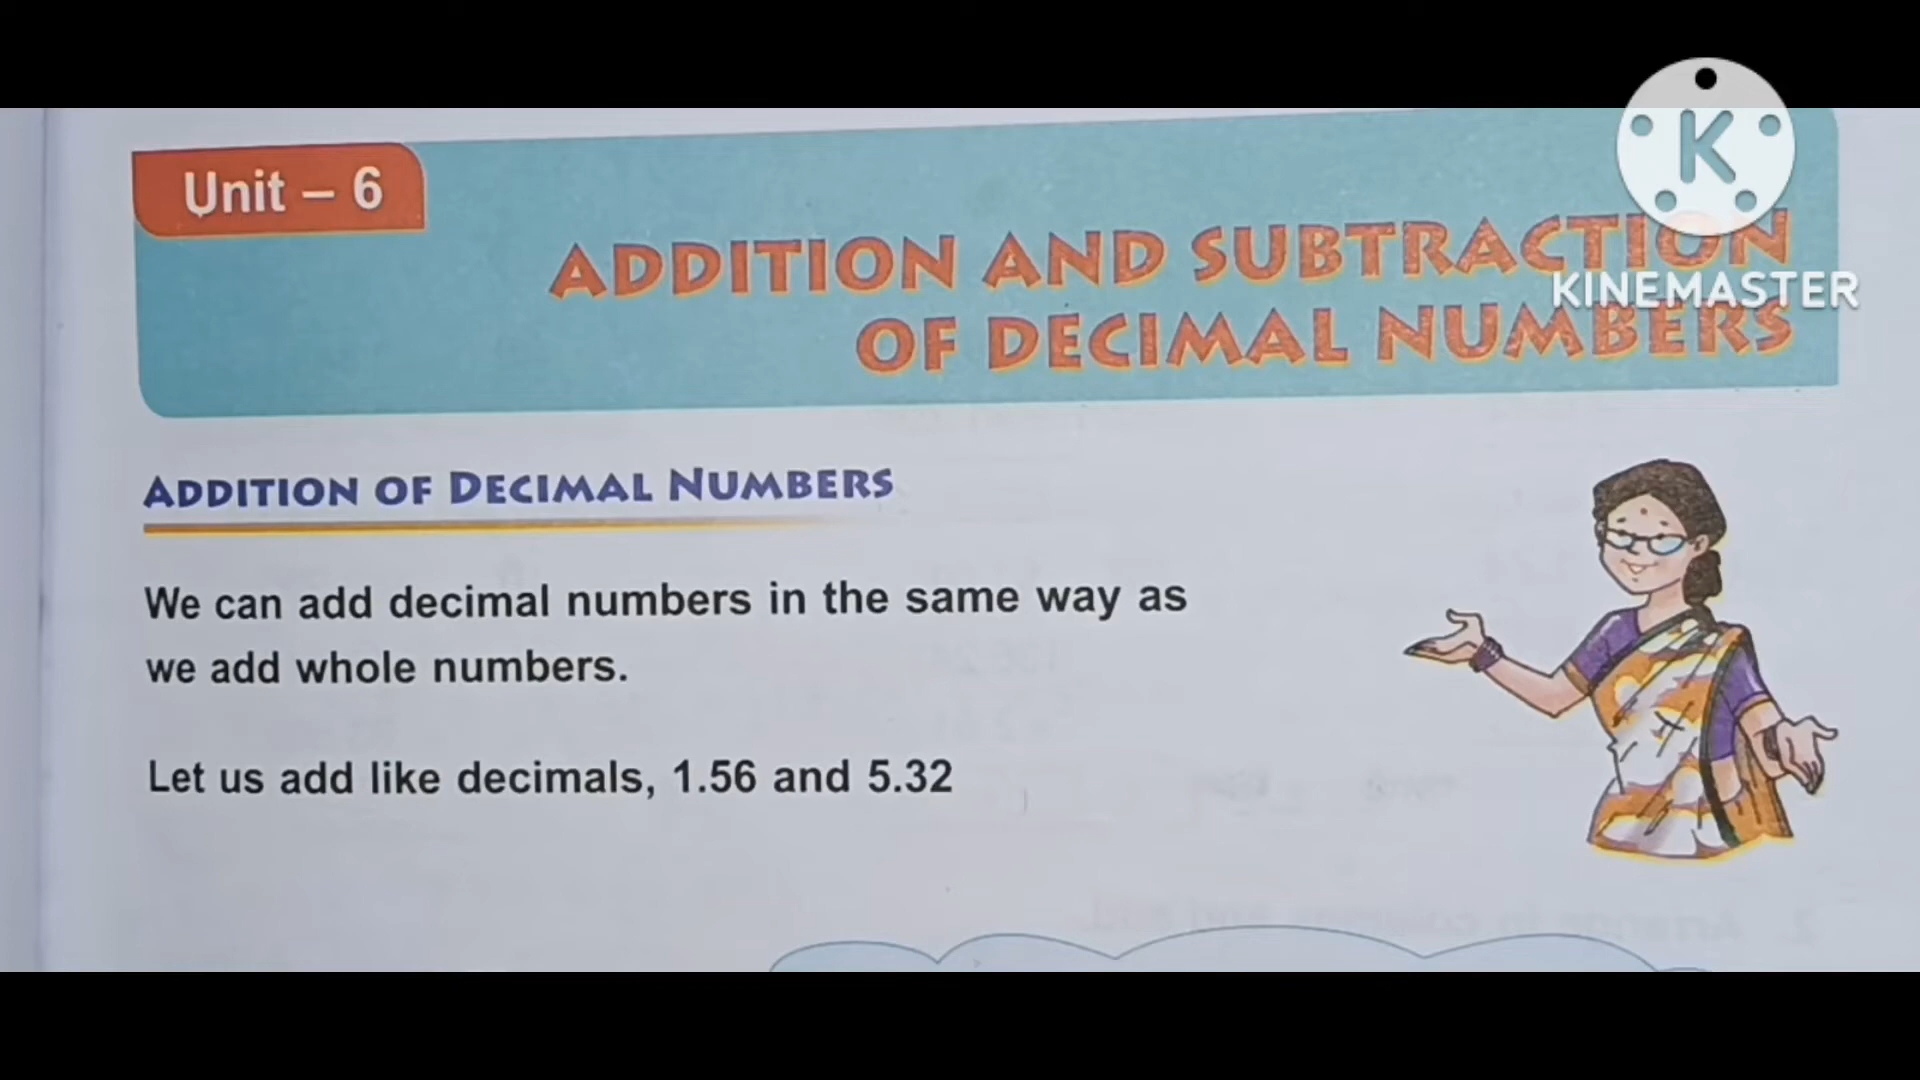 Unit – 6
ADDITION AND SUBTRACTION
OF DECIMAL NUMBERS
K
KINEMASTER
ADDITION OF DECIMAL NUMBERS
We can add decimal numbers in the same way as
we add whole numbers.
Let us add like decimals, 1.56 and 5.32